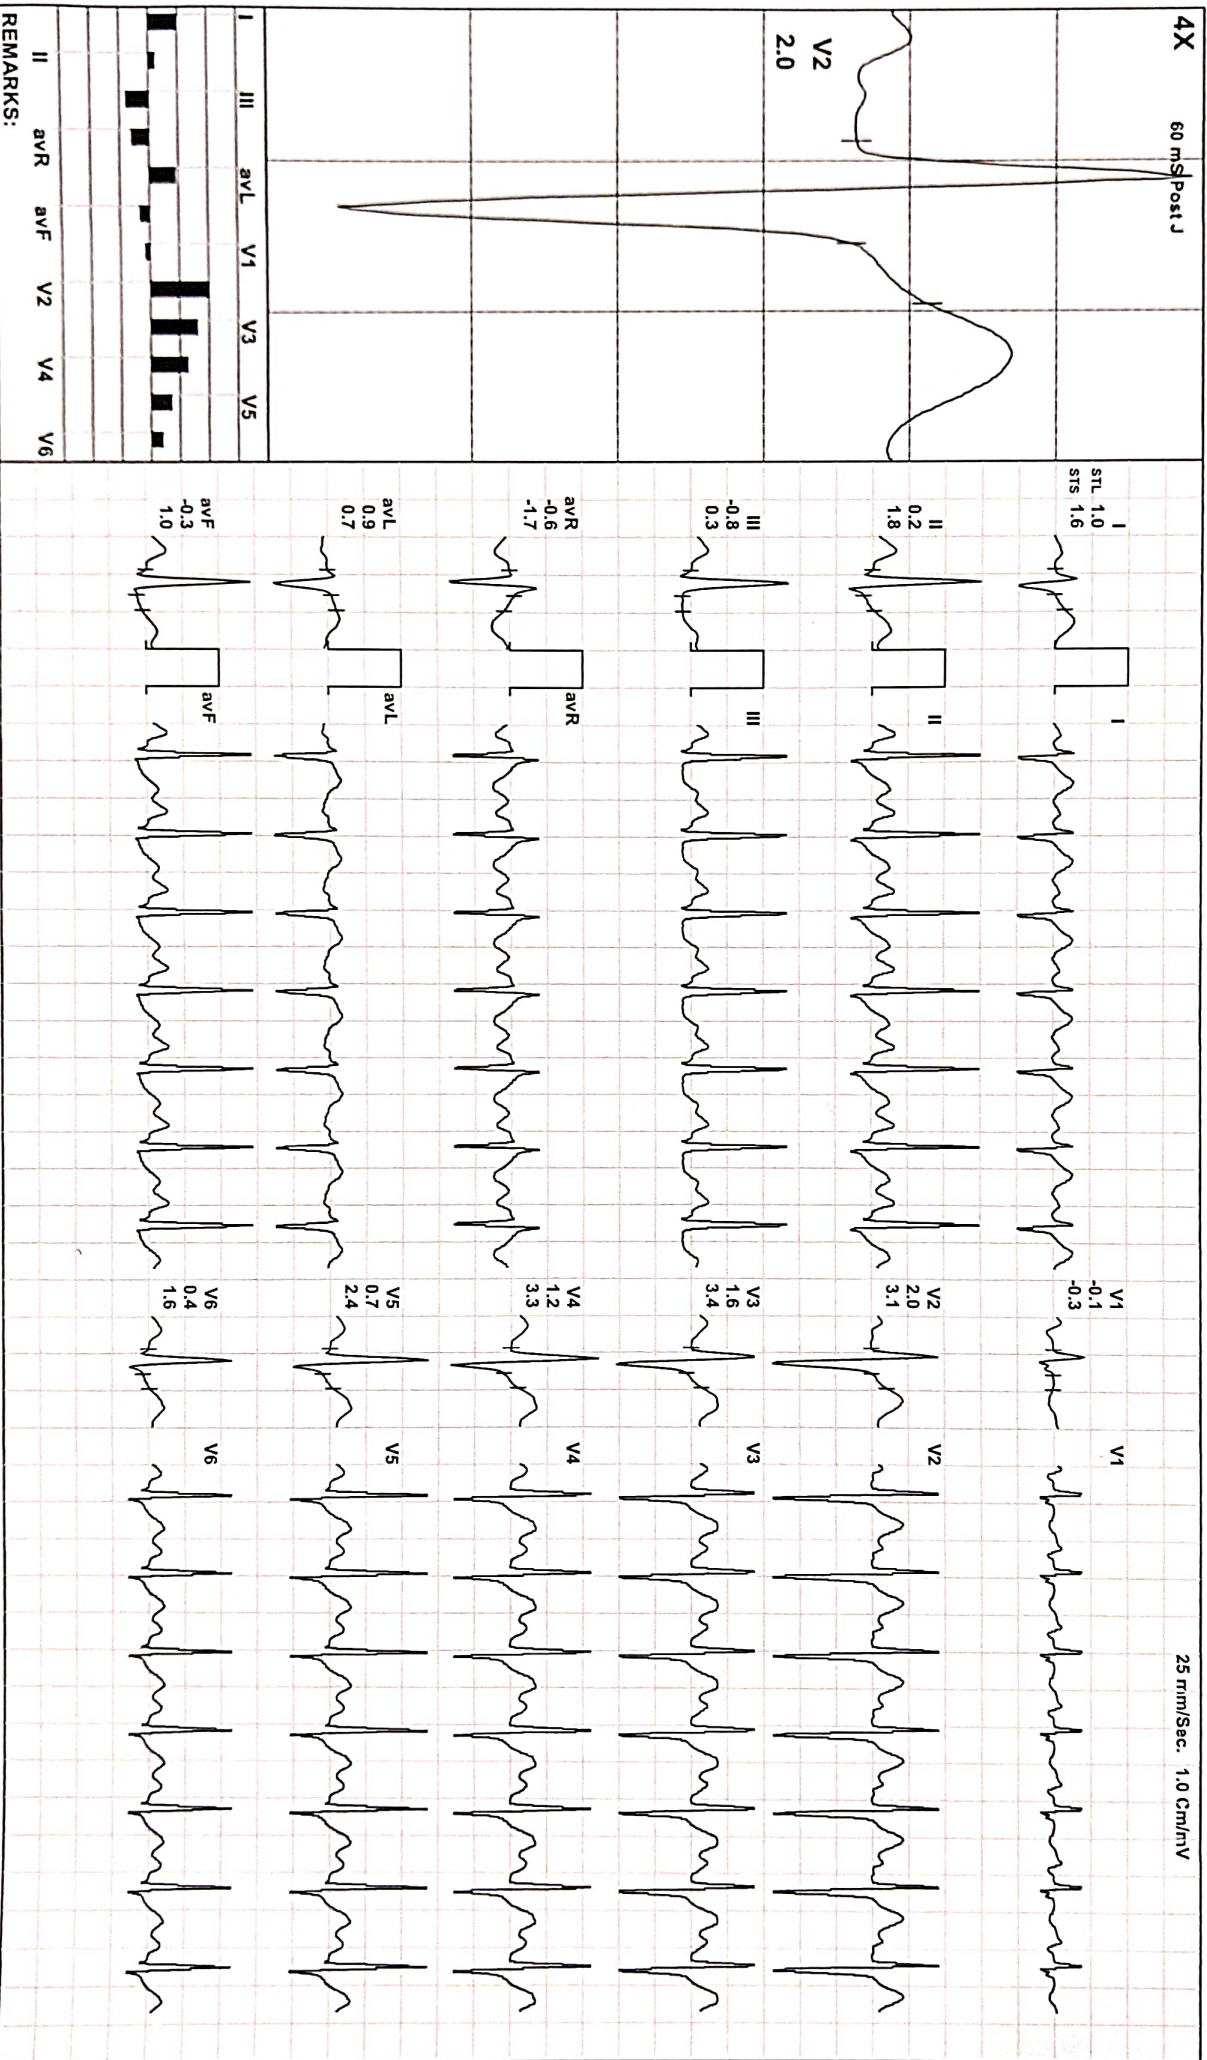 4X
60 mS Post J
25 mm/Sec. 1.0 Cm/mV
V2
2.0
I III avL V1 V3 V5
II avR avF V2 V4 V6
REMARKS:
I
STL 1.0
STS 1.6
I
II
0.2
1.8
II
III
-0.8
0.3
III
avR
-0.6
-1.7
avR
avL
0.9
0.7
avL
avF
-0.3
1.0
avF
V1
-0.1
-0.3
V1
V2
2.0
3.1
V2
V3
1.6
3.4
V3
V4
1.2
3.3
V4
V5
0.7
2.4
V5
V6
0.4
1.6
V6